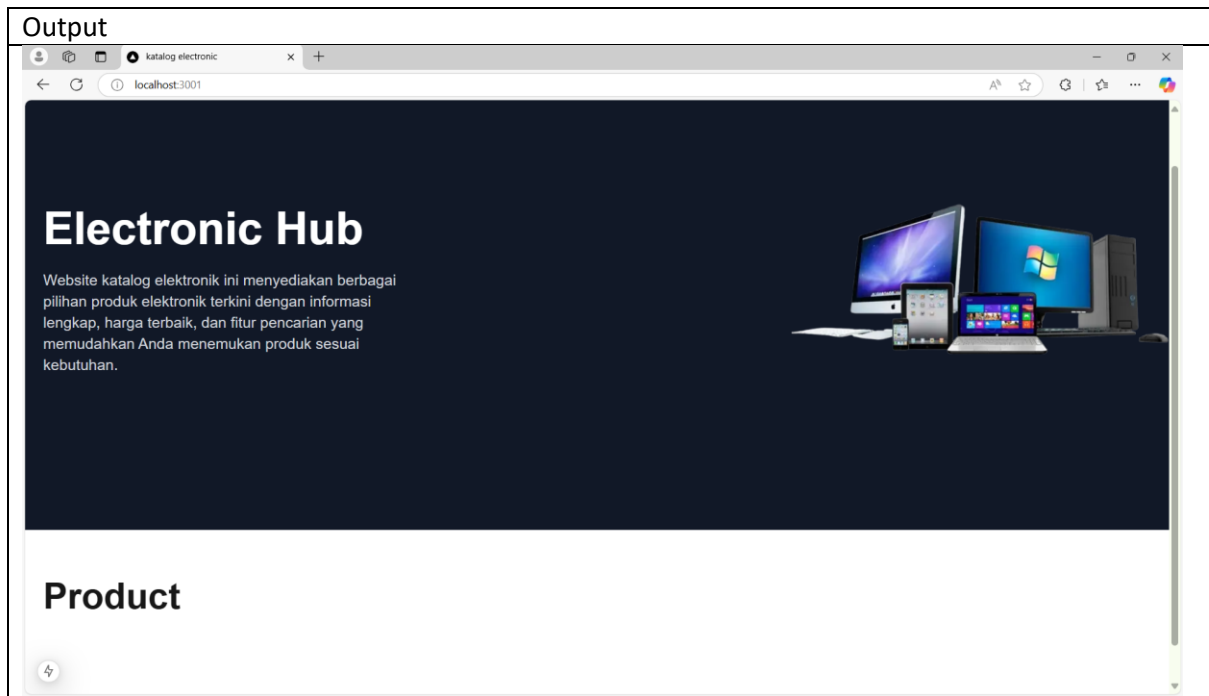 Output
katalog electronic
localhost:3001
Electronic Hub
Website katalog elektronik ini menyediakan berbagai
pilihan produk elektronik terkini dengan informasi
lengkap, harga terbaik, dan fitur pencarian yang
memudahkan Anda menemukan produk sesuai
kebutuhan.
Product